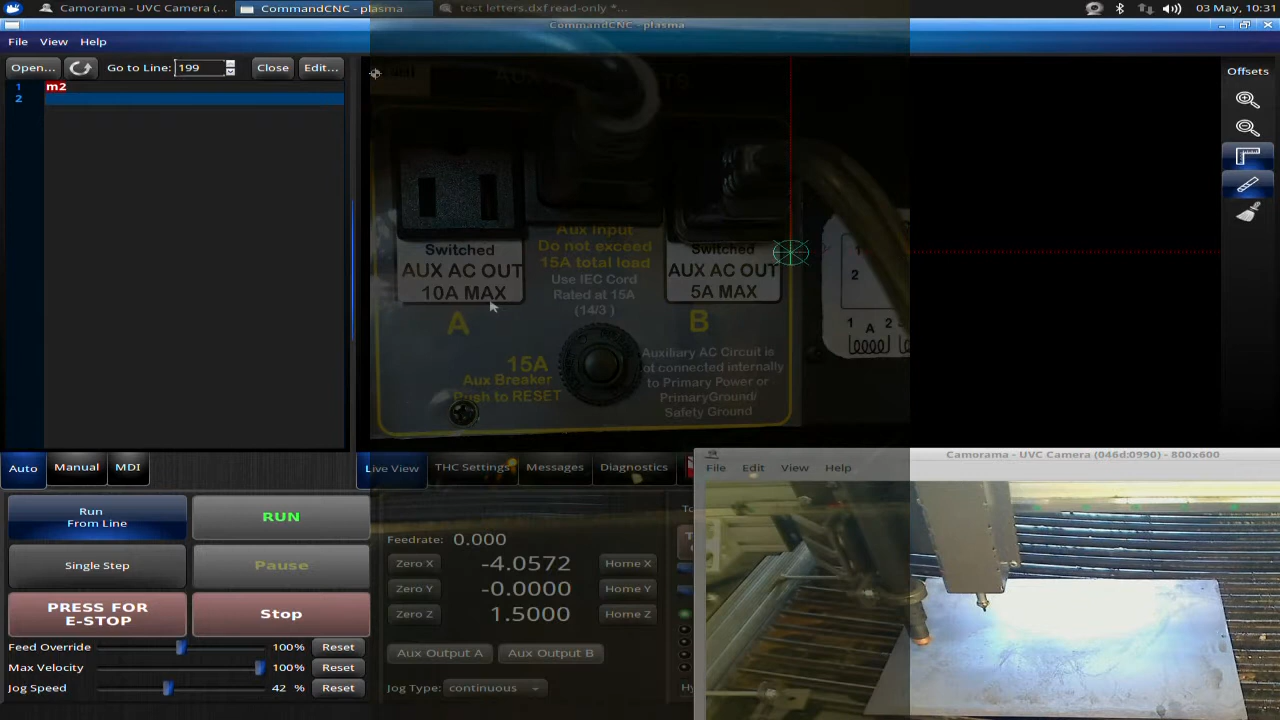 Camorama - UVC Camera (...
CommandCNC - plasma
test letters.dxf read-only *...
03 May, 10:31
CommandCNC - plasma
File View Help
Open... Go to Line: 199 Close Edit...
Offsets
1 m2
2
Switched
AUX AC OUT
10A MAX
A
Aux Input
Do not exceed
15A total load
Use IEC Cord
Rated at 15A
(14/3 )
Switched
AUX AC OUT
5A MAX
B
15A
Aux Breaker
Push to RESET
Auxiliary AC Circuit is
ot connected internally
to Primary Power or
PrimaryGround/
Safety Ground
1
2
1 2
A
Auto Manual MDI
Live View THC Settings Messages Diagnostics
Run
From Line
RUN
Single Step
Pause
PRESS FOR
E-STOP
Stop
Feed Override 100% Reset
Max Velocity 100% Reset
Jog Speed 42 % Reset
Feedrate: 0.000
Zero X -4.0572 Home X
Zero Y -0.0000 Home Y
Zero Z 1.5000 Home Z
Aux Output A Aux Output B
Jog Type: continuous
Camorama - UVC Camera (046d:0990) - 800x600
File Edit View Help